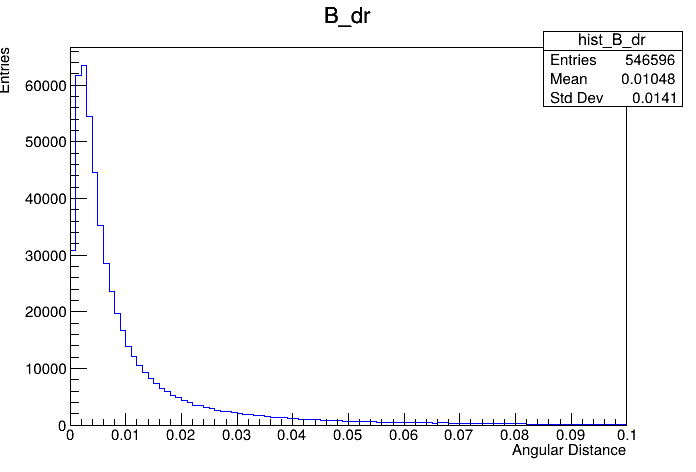 B_dr
hist_B_dr
Entries 546596
Mean 0.01048
Std Dev 0.0141
Entries
60000
50000
40000
30000
20000
10000
0
0 0.01 0.02 0.03 0.04 0.05 0.06 0.07 0.08 0.09 0.1
Angular Distance